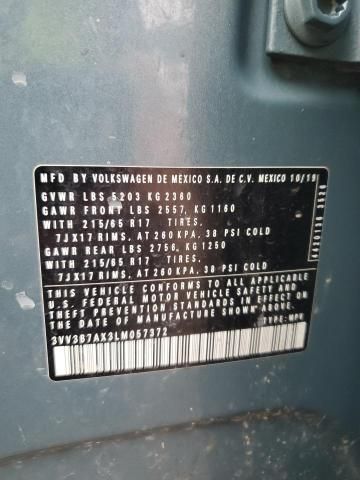 MFD BY VOLKSWAGEN DE MEXICO S.A. DE C.V. MEXICO 10/19
GVWR LBS 5203 KG 2360
GAWR FRONT LBS 2557, KG 1160
WITH 215/65 R17 TIRES,
7JX17 RIMS, AT 260 KPA, 38 PSI COLD
GAWR REAR LBS 2756, KG 1250
WITH 215/65 R17 TIRES,
7JX17 RIMS, AT 260 KPA, 38 PSI COLD
THIS VEHICLE CONFORMS TO ALL APPLICABLE
U.S. FEDERAL MOTOR VEHICLE SAFETY, BUMPER AND
THEFT PREVENTION STANDARDS IN EFFECT ON THE
DATE OF MANUFACTURE SHOWN ABOVE.
3VV3B7AX3LM057372
TYPE: MPV